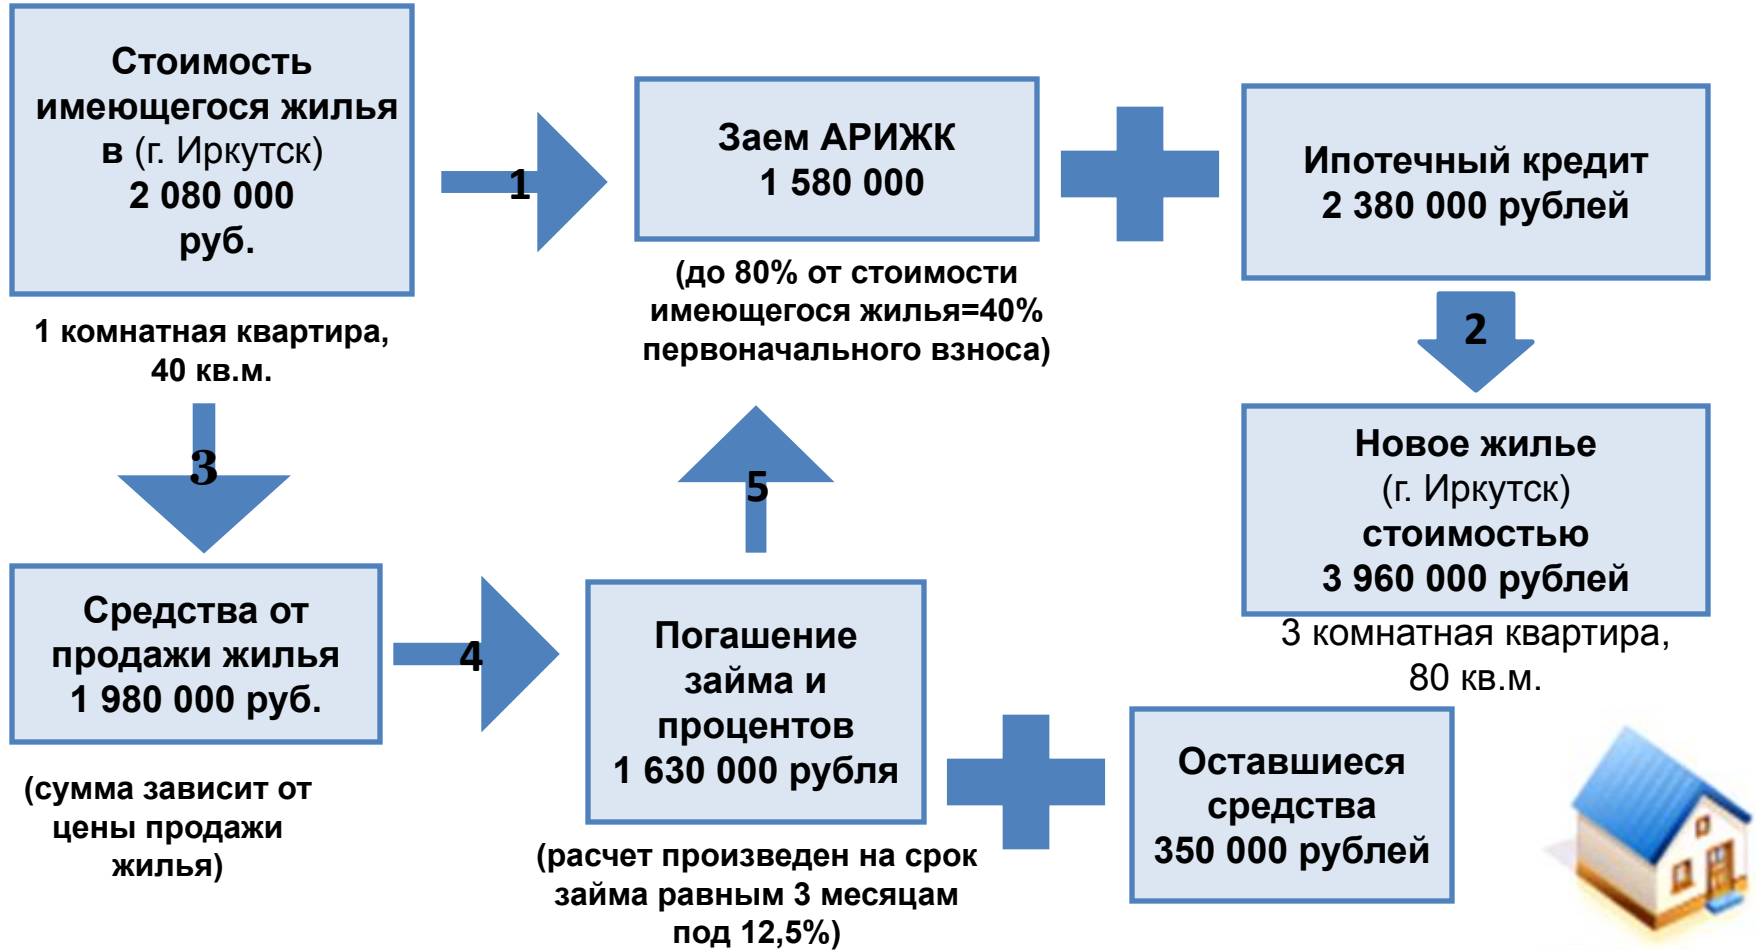 Стоимость
имеющегося жилья
в (г. Иркутск)
2 080 000
руб.
1 комнатная квартира,
40 кв.м.
1
Заем АРИЖК
1 580 000
(до 80% от стоимости
имеющегося жилья=40%
первоначального взноса)
Ипотечный кредит
2 380 000 рублей
2
Новое жилье
(г. Иркутск)
стоимостью
3 960 000 рублей
3 комнатная квартира,
80 кв.м.
3
Средства от
продажи жилья
1 980 000 руб.
(сумма зависит от
цены продажи
жилья)
4
5
Погашение
займа и
процентов
1 630 000 рубля
(расчет произведен на срок
займа равным 3 месяцам
под 12,5%)
Оставшиеся
средства
350 000 рублей